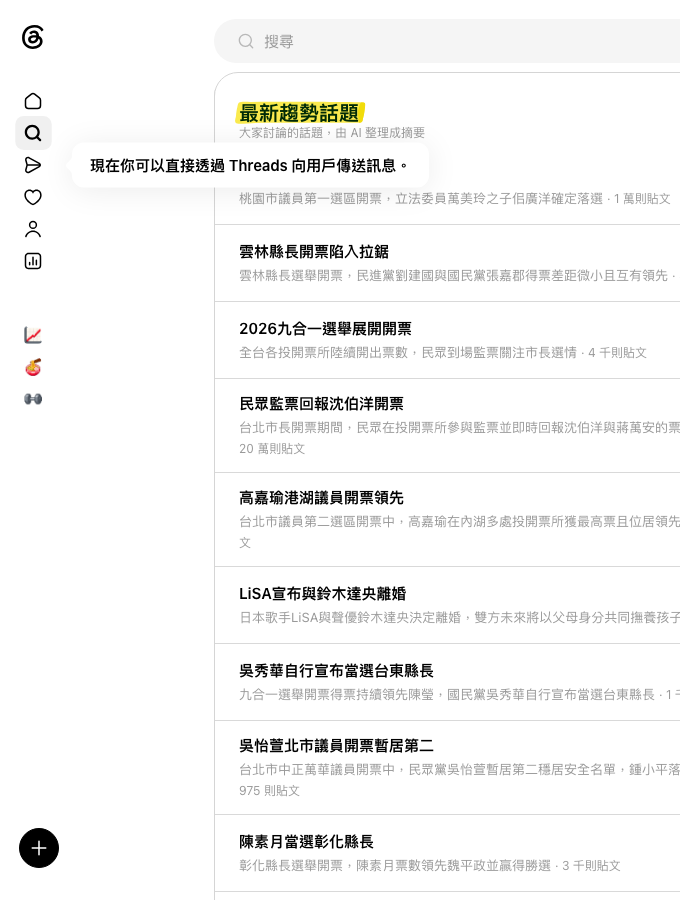 搜尋
最新趨勢話題
大家討論的話題，由 AI 整理成摘要
現在你可以直接透過 Threads 向用戶傳送訊息。
桃園市議員第一選區開票，立法委員萬美玲之子侶廣洋確定落選 · 1 萬則貼文
雲林縣長開票陷入拉鋸
雲林縣長選舉開票，民進黨劉建國與國民黨張嘉郡得票差距微小且互有領先 ·
2026九合一選舉展開開票
全台各投開票所陸續開出票數，民眾到場監票關注市長選情 · 4 千則貼文
民眾監票回報沈伯洋開票
台北市長開票期間，民眾在投開票所參與監票並即時回報沈伯洋與蔣萬安的票
20 萬則貼文
高嘉瑜港湖議員開票領先
台北市議員第二選區開票中，高嘉瑜在內湖多處投開票所獲最高票且位居領先
文
LiSA宣布與鈴木達央離婚
日本歌手LiSA與聲優鈴木達央決定離婚，雙方未來將以父母身分共同撫養孩子
吳秀華自行宣布當選台東縣長
九合一選舉開票得票持續領先陳瑩，國民黨吳秀華自行宣布當選台東縣長 · 1 千
吳怡萱北市議員開票暫居第二
台北市中正萬華議員開票中，民眾黨吳怡萱暫居第二穩居安全名單，鍾小平落
975 則貼文
陳素月當選彰化縣長
彰化縣長選舉開票，陳素月票數領先魏平政並贏得勝選 · 3 千則貼文